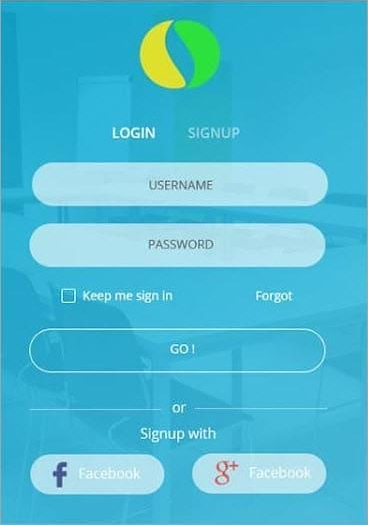 LOGIN SIGNUP
USERNAME
PASSWORD
Keep me sign in Forgot
GO !
or
Signup with
f Facebook g+ Facebook